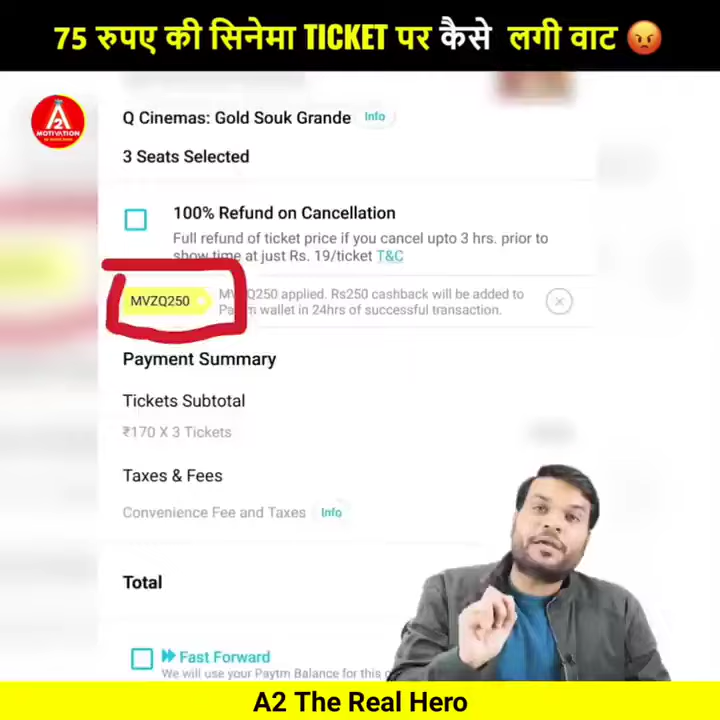 75 रुपए की सिनेमा TICKET पर कैसे लगी वाट
A2
MOTIVATION
Q Cinemas: Gold Souk Grande Info
3 Seats Selected
100% Refund on Cancellation
Full refund of ticket price if you cancel upto 3 hrs. prior to
show time at just Rs. 19/ticket T&C
MVZQ250
MVZQ250 applied. Rs250 cashback will be added to
Paytm wallet in 24hrs of successful transaction.
Payment Summary
Tickets Subtotal
₹170 X 3 Tickets
Taxes & Fees
Convenience Fee and Taxes Info
Total
Fast Forward
We will use your Paytm Balance for this
A2 The Real Hero